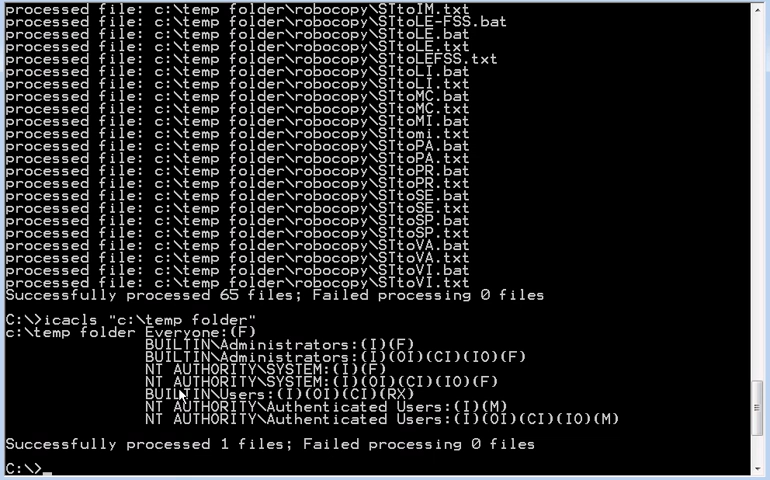 processed file: c:\temp folder\robocopy\STtoIM.txt
processed file: c:\temp folder\robocopy\STtoLE-FSS.bat
processed file: c:\temp folder\robocopy\STtoLE.bat
processed file: c:\temp folder\robocopy\STtoLE.txt
processed file: c:\temp folder\robocopy\STtoLEFSS.txt
processed file: c:\temp folder\robocopy\STtoLI.bat
processed file: c:\temp folder\robocopy\STtoLI.txt
processed file: c:\temp folder\robocopy\STtoMC.bat
processed file: c:\temp folder\robocopy\STtoMC.txt
processed file: c:\temp folder\robocopy\STtoMI.bat
processed file: c:\temp folder\robocopy\STtomi.txt
processed file: c:\temp folder\robocopy\STtoPA.bat
processed file: c:\temp folder\robocopy\STtoPA.txt
processed file: c:\temp folder\robocopy\STtoPR.bat
processed file: c:\temp folder\robocopy\STtoPR.txt
processed file: c:\temp folder\robocopy\STtoSE.bat
processed file: c:\temp folder\robocopy\STtoSE.txt
processed file: c:\temp folder\robocopy\STtoSP.bat
processed file: c:\temp folder\robocopy\STtoSP.txt
processed file: c:\temp folder\robocopy\STtoVA.bat
processed file: c:\temp folder\robocopy\STtoVA.txt
processed file: c:\temp folder\robocopy\STtoVI.bat
processed file: c:\temp folder\robocopy\STtoVI.txt
Successfully processed 65 files; Failed processing 0 files
C:\>icacls "c:\temp folder"
c:\temp folder Everyone:(F)
BUILTIN\Administrators:(I)(F)
BUILTIN\Administrators:(I)(OI)(CI)(IO)(F)
NT AUTHORITY\SYSTEM:(I)(F)
NT AUTHORITY\SYSTEM:(I)(OI)(CI)(IO)(F)
BUILTIN\Users:(I)(OI)(CI)(RX)
NT AUTHORITY\Authenticated Users:(I)(M)
NT AUTHORITY\Authenticated Users:(I)(OI)(CI)(IO)(M)
Successfully processed 1 files; Failed processing 0 files
C:\>_